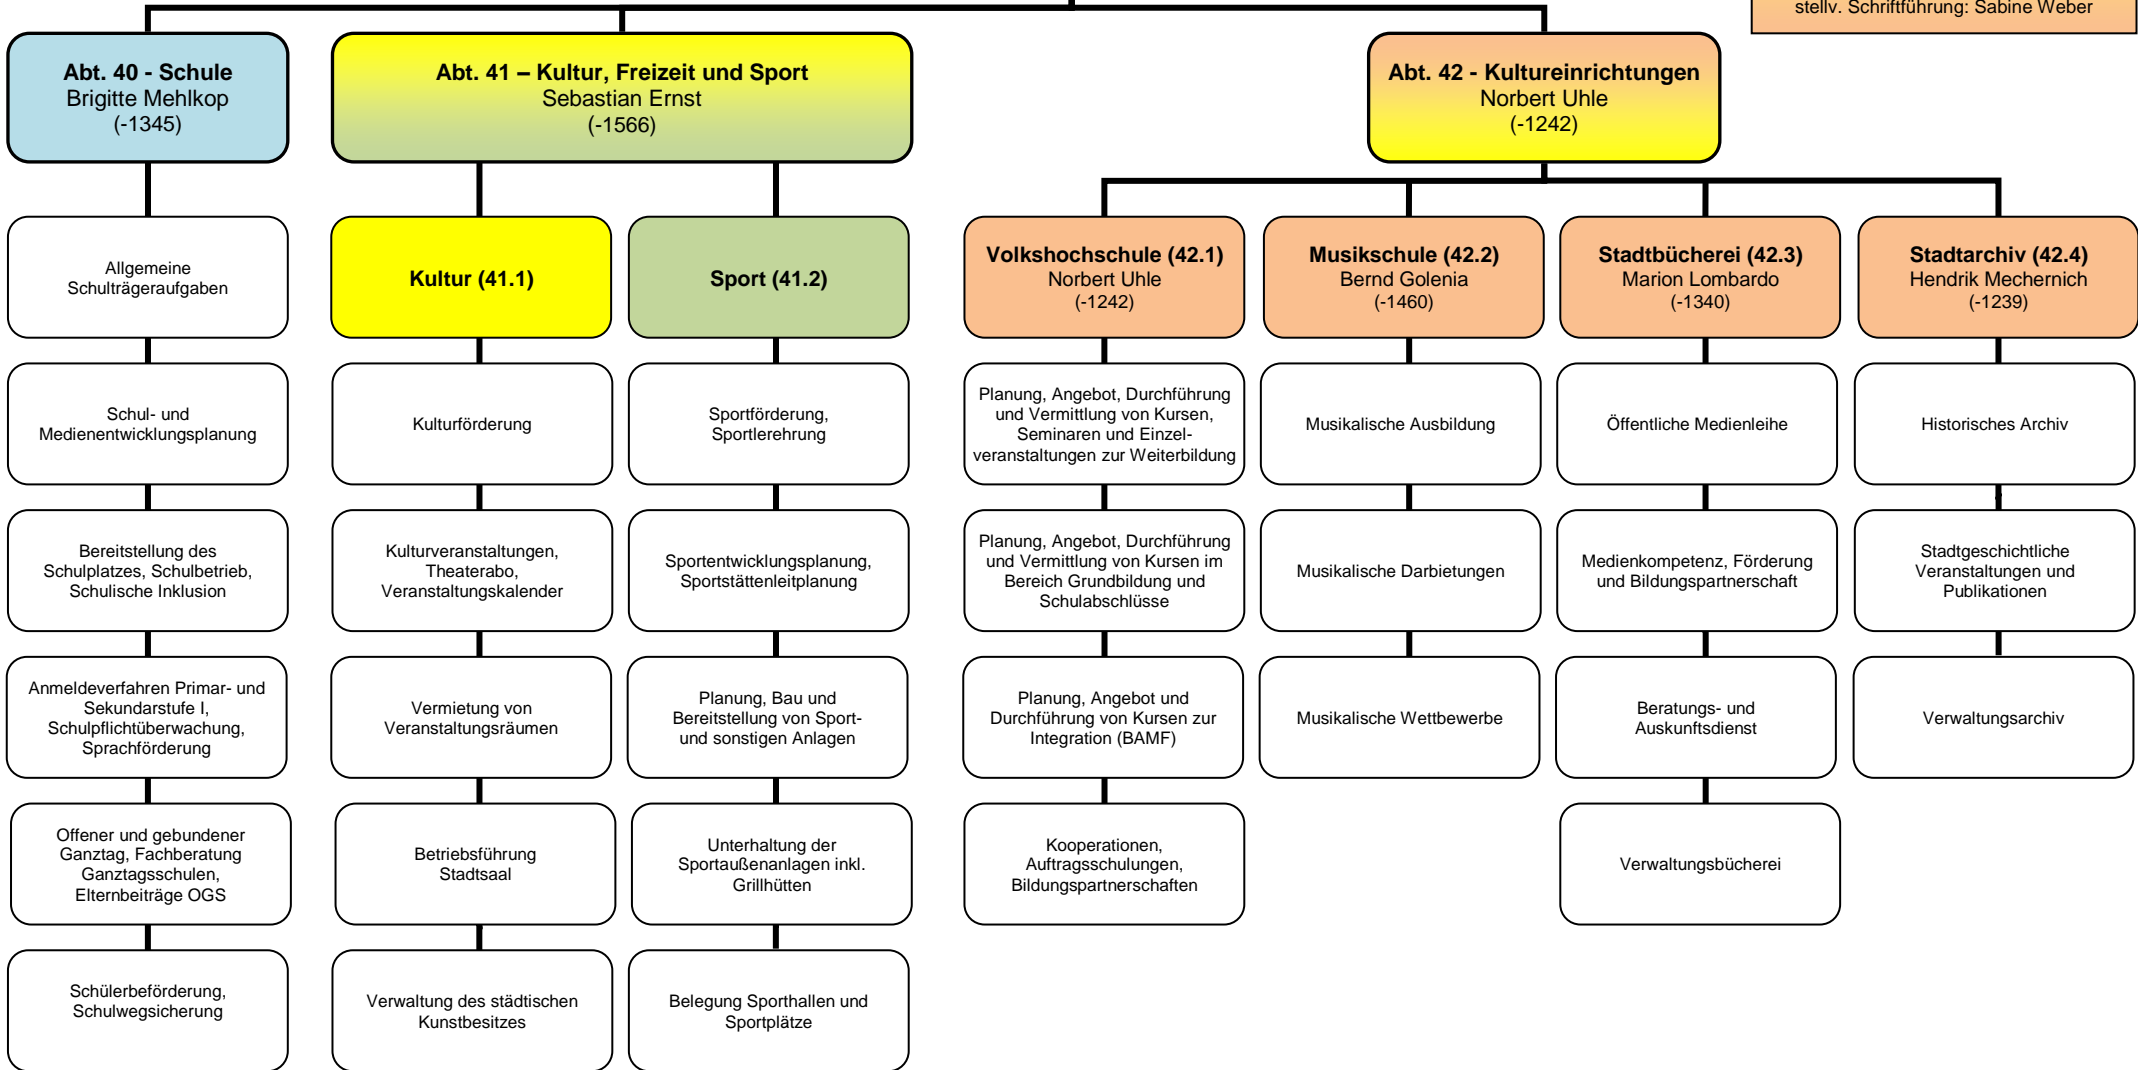 stellv. Schriftführung: Sabine Weber
Abt. 40 - Schule
Brigitte Mehlkop
(-1345)
Abt. 41 – Kultur, Freizeit und Sport
Sebastian Ernst
(-1566)
Abt. 42 - Kultureinrichtungen
Norbert Uhle
(-1242)
Allgemeine
Schulträgeraufgaben
Kultur (41.1)
Sport (41.2)
Volkshochschule (42.1)
Norbert Uhle
(-1242)
Musikschule (42.2)
Bernd Golenia
(-1460)
Stadtbücherei (42.3)
Marion Lombardo
(-1340)
Stadtarchiv (42.4)
Hendrik Mechernich
(-1239)
Schul- und
Medienentwicklungsplanung
Kulturförderung
Sportförderung,
Sportlerehrung
Planung, Angebot, Durchführung
und Vermittlung von Kursen,
Seminaren und Einzel-
veranstaltungen zur Weiterbildung
Musikalische Ausbildung
Öffentliche Medienleihe
Historisches Archiv
Bereitstellung des
Schulplatzes, Schulbetrieb,
Schulische Inklusion
Kulturveranstaltungen,
Theaterabo,
Veranstaltungskalender
Sportentwicklungsplanung,
Sportstättenleitplanung
Planung, Angebot, Durchführung
und Vermittlung von Kursen im
Bereich Grundbildung und
Schulabschlüsse
Musikalische Darbietungen
Medienkompetenz, Förderung
und Bildungspartnerschaft
Stadtgeschichtliche
Veranstaltungen und
Publikationen
Anmeldeverfahren Primar- und
Sekundarstufe I,
Schulpflichtüberwachung,
Sprachförderung
Vermietung von
Veranstaltungsräumen
Planung, Bau und
Bereitstellung von Sport-
und sonstigen Anlagen
Planung, Angebot und
Durchführung von Kursen zur
Integration (BAMF)
Musikalische Wettbewerbe
Beratungs- und
Auskunftsdienst
Verwaltungsarchiv
Offener und gebundener
Ganztag, Fachberatung
Ganztagsschulen,
Elternbeiträge OGS
Betriebsführung
Stadtsaal
Unterhaltung der
Sportaußenanlagen inkl.
Grillhütten
Kooperationen,
Auftragsschulungen,
Bildungspartnerschaften
Verwaltungsbücherei
Schülerbeförderung,
Schulwegsicherung
Verwaltung des städtischen
Kunstbesitzes
Belegung Sporthallen und
Sportplätze